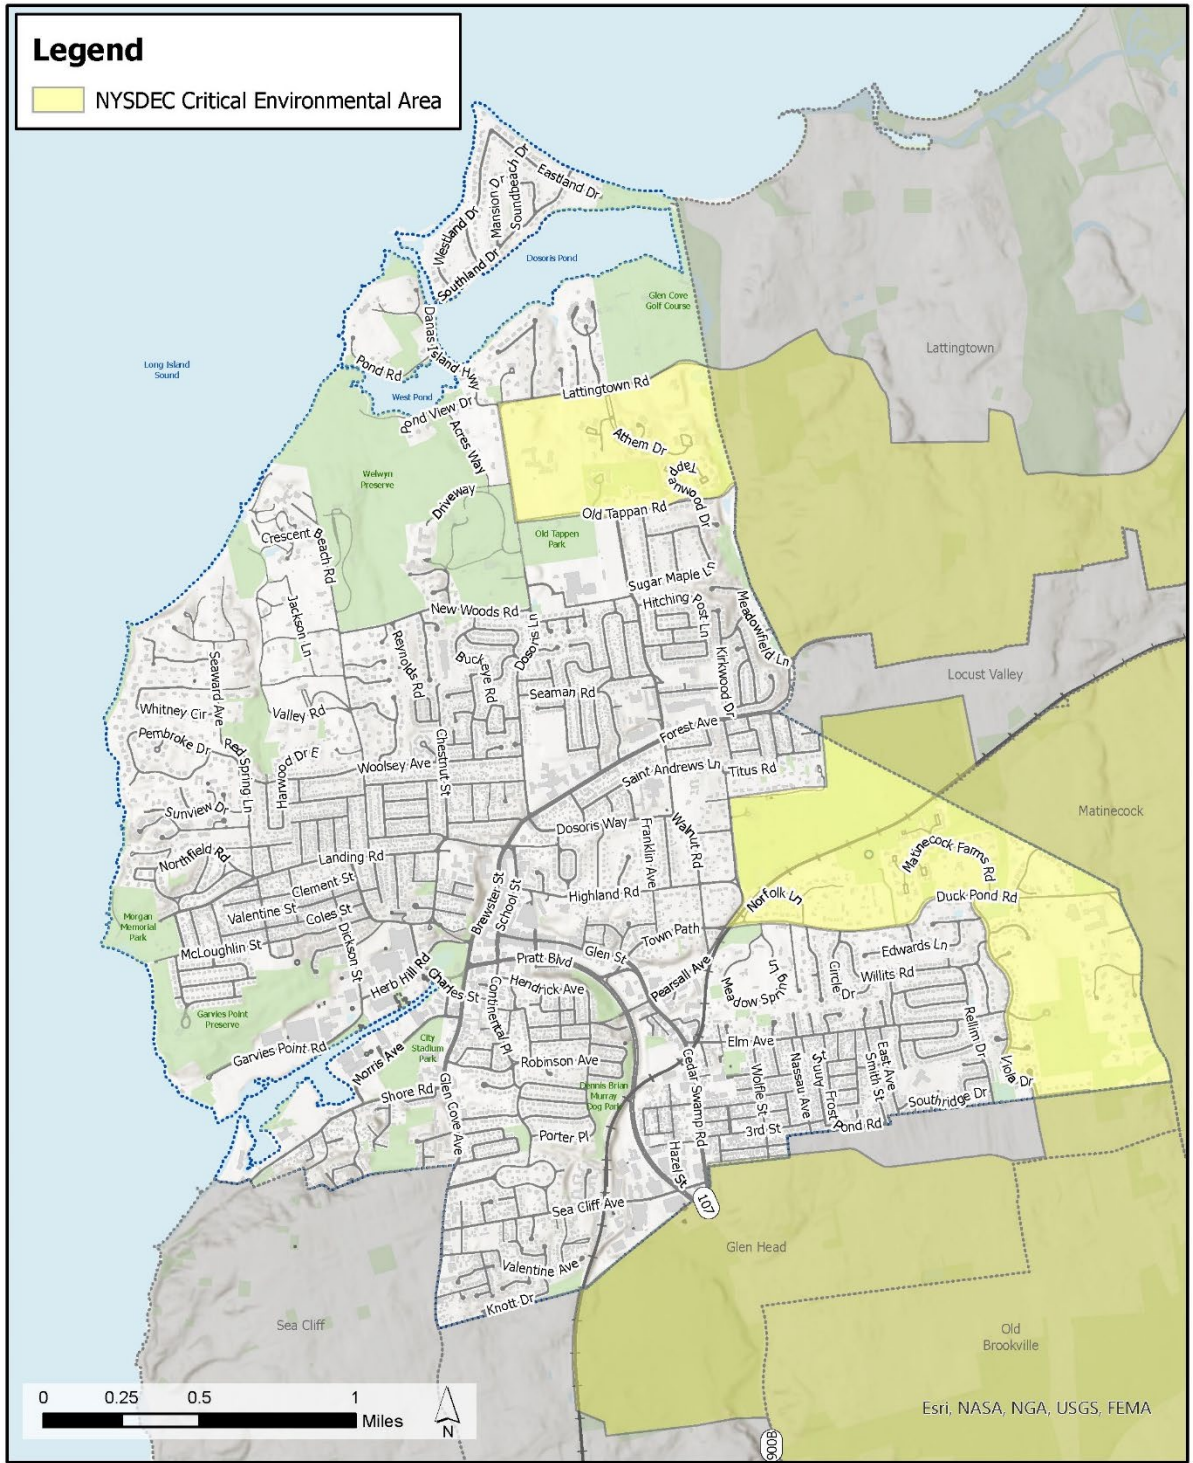 Legend
NYSDEC Critical Environmental Area
Eastland Dr
Soundbeach Dr
Mansion Dr
Westland Dr
Southland Dr
Dosoris Pond
Glen Cove
Golf Course
Lattingtown
Long Island
Sound
Danas Island Hwy
Pond Rd
West Pond
Pond View Dr
Lattingtown Rd
Acres Way
Athem Dr
Tappanwood Dr
Welwyn
Preserve
Driveway
Old Tappan Rd
Old Tappen
Park
Crescent Beach Rd
Sugar Maple Ln
Hitching Post Ln
Meadowfield Ln
New Woods Rd
Jackson Ln
Dosoris Ln
Reynolds Rd
Buckeye Rd
Kirkwood Dr
Seaward Ave
Seaman Rd
Locust Valley
Whitney Cir
Valley Rd
Forest Ave
Pembroke Dr
Red Spring Ln
Harwood Dr E
Chestnut St
Woolsey Ave
Saint Andrews Ln
Titus Rd
Matinecock
Sunview Dr
Dosoris Way
Franklin Ave
Walnut Rd
Northfield Rd
Landing Rd
Matinecock Farms Rd
Clement St
Highland Rd
Norfolk Ln
Duck Pond Rd
Brewster St
School St
Valentine St
Coles St
Morgan
Memorial
Park
McLoughlin St
Dickson St
Town Path
Glen St
Pratt Blvd
Edwards Ln
Herb Hill Rd
Charles St
Hendrick Ave
Pearsall Ave
Meadow Spring Ln
Circle Dr
Willits Rd
Continental Pl
Garvies Point
Preserve
City
Stadium
Park
Garvies Point Rd
Morris Ave
Robinson Ave
Elm Ave
Rellim Dr
Cedar Swamp Rd
Wolfle St
Nassau Ave
Ann St
East Ave
Smith St
Viola Dr
Shore Rd
Glen Cove Ave
Dennis Brian
Murray
Dog Park
Southridge Dr
Frost Pond Rd
3rd St
Porter Pl
Hazel St
107
Sea Cliff Ave
Glen Head
Valentine Ave
Knott Dr
Sea Cliff
Old
Brookville
0 0.25 0.5 1
Miles
N
Esri, NASA, NGA, USGS, FEMA
900B